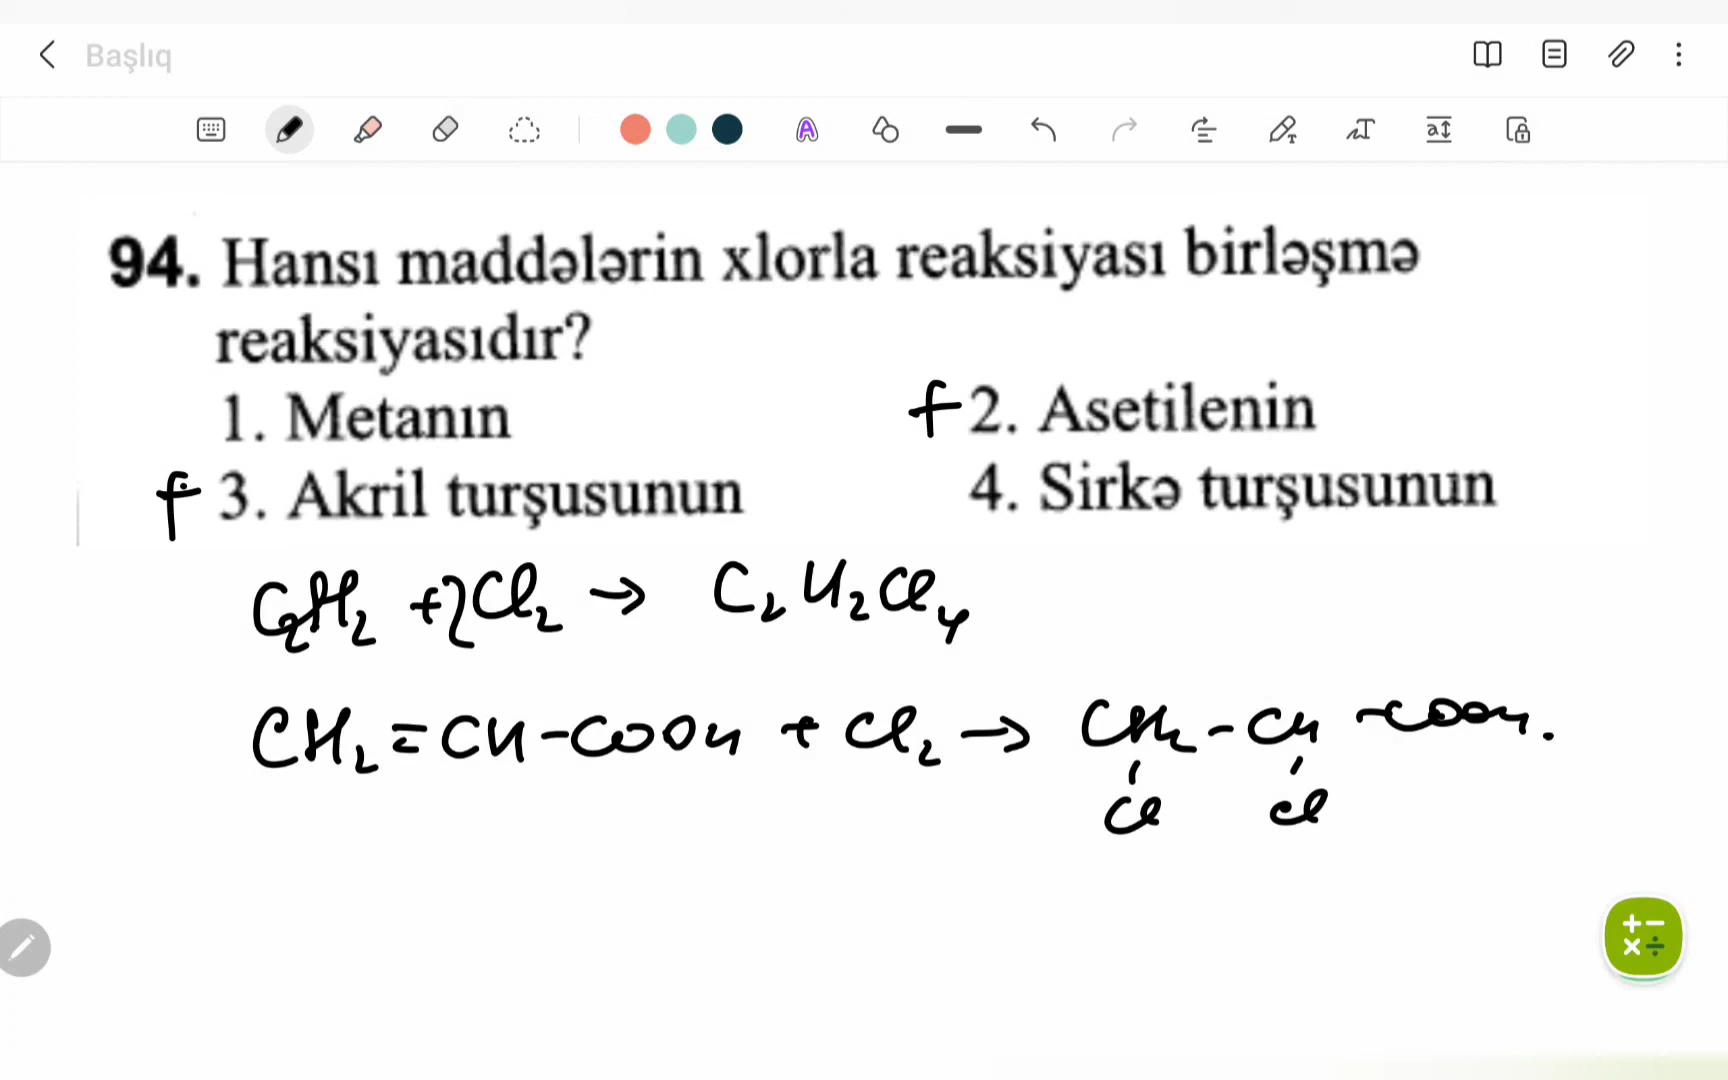 Başlıq
94. Hansı maddələrin xlorla reaksiyası birləşmə
reaksiyasıdır?
1. Metanın +2. Asetilenin
+3. Akril turşusunun 4. Sirkə turşusunun
C₂H₂ + 2Cl₂ → C₂H₂Cl₄
CH₂=CH-COOH + Cl₂ → CH₂-CH-COOH.
Cl Cl